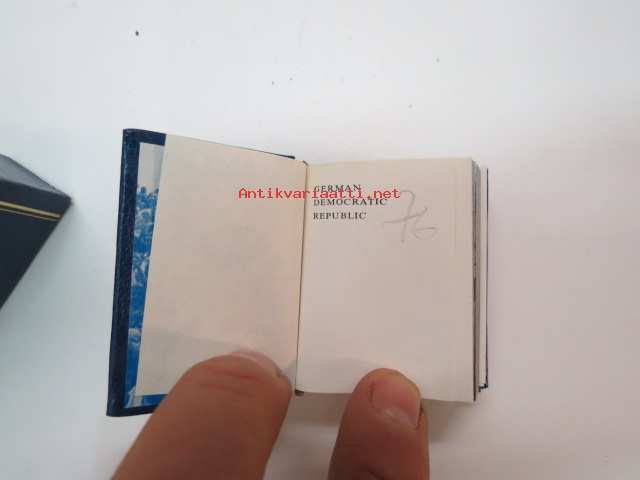 Antikvariaatti.net
GERMAN
DEMOCRATIC
REPUBLIC
76